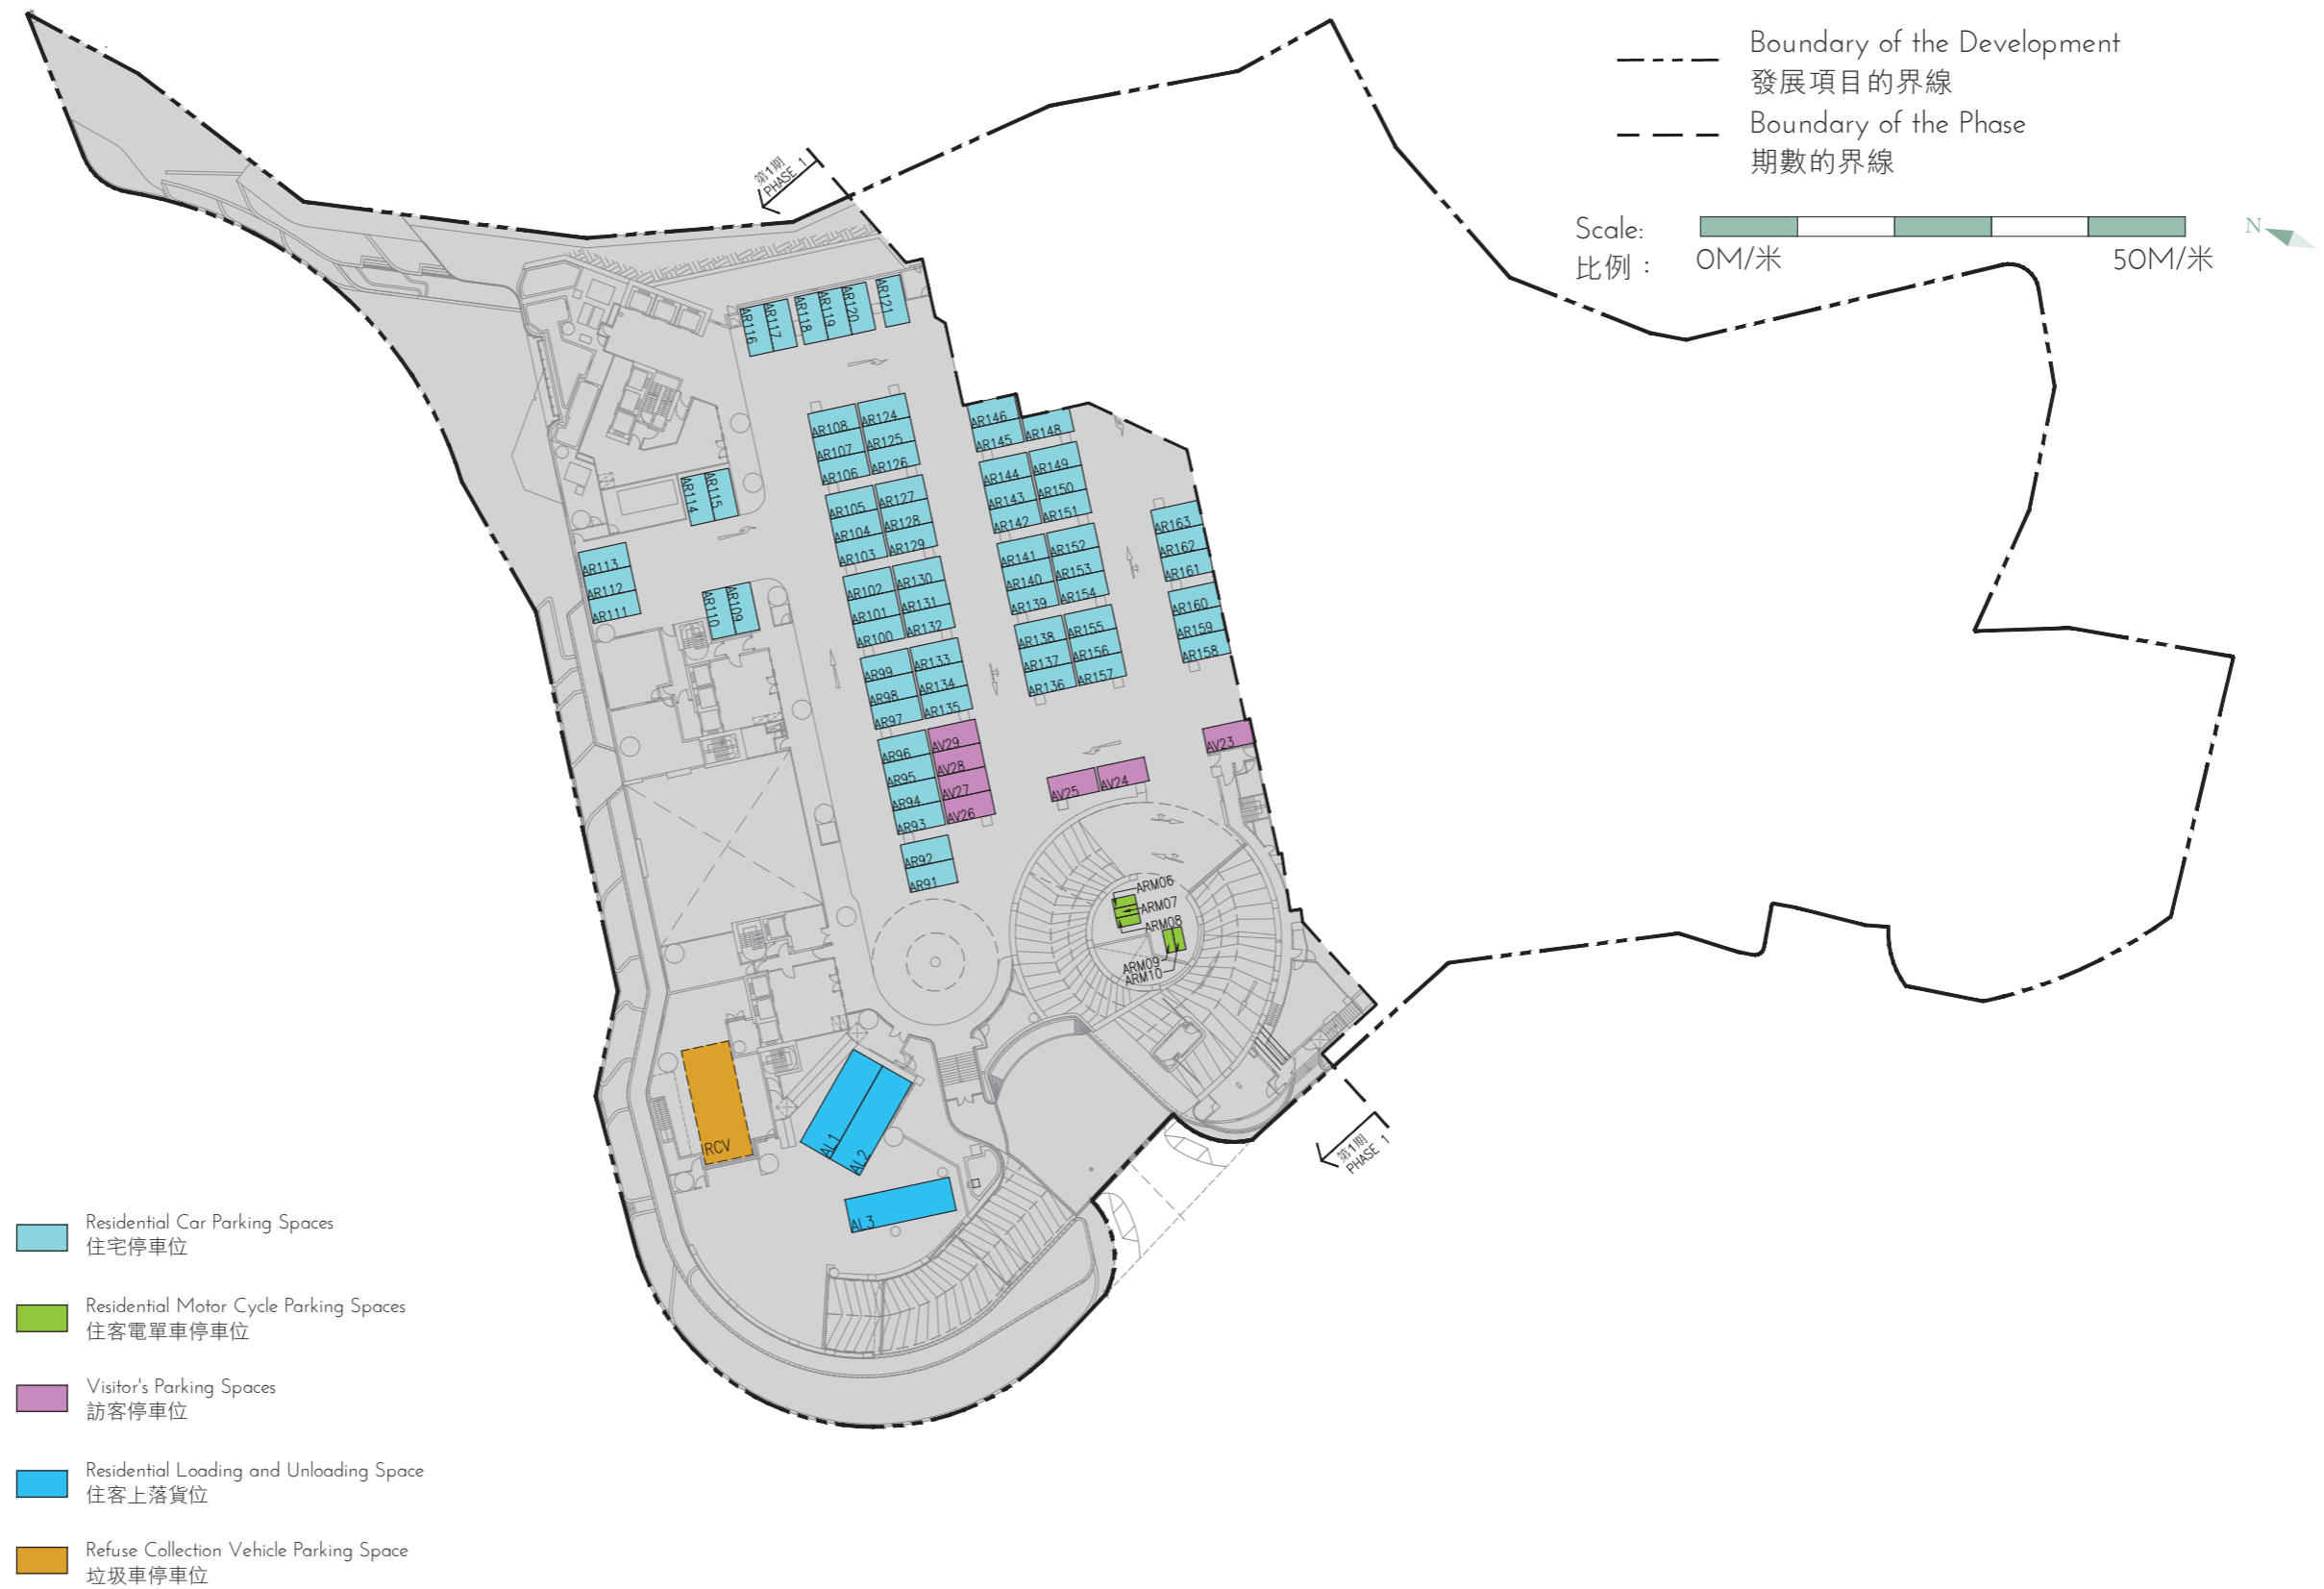 Boundary of the Development
發展項目的界線
Boundary of the Phase
期數的界線
Scale:
比例：
0M/米
50M/米
N
第1期
PHASE 1
AR116
AR117
AR118
AR119
AR120
AR121
AR108
AR124
AR107
AR125
AR106
AR126
AR105
AR127
AR104
AR128
AR103
AR129
AR102
AR130
AR101
AR131
AR100
AR132
AR99
AR133
AR98
AR134
AR97
AR135
AR96
AV29
AR95
AV28
AR94
AV27
AR93
AV26
AR92
AR91
AR146
AR145
AR148
AR144
AR149
AR143
AR150
AR142
AR151
AR141
AR152
AR140
AR153
AR139
AR154
AR138
AR155
AR137
AR156
AR136
AR157
AR163
AR162
AR161
AR160
AR159
AR158
AR114
AR115
AR113
AR112
AR111
AR110
AR109
AV23
AV25
AV24
ARM06
ARM07
ARM08
ARM09
ARM10
RCV
AL1
AL2
AL3
第1期
PHASE 1
Residential Car Parking Spaces
住宅停車位
Residential Motor Cycle Parking Spaces
住客電單車停車位
Visitor's Parking Spaces
訪客停車位
Residential Loading and Unloading Space
住客上落貨位
Refuse Collection Vehicle Parking Space
垃圾車停車位